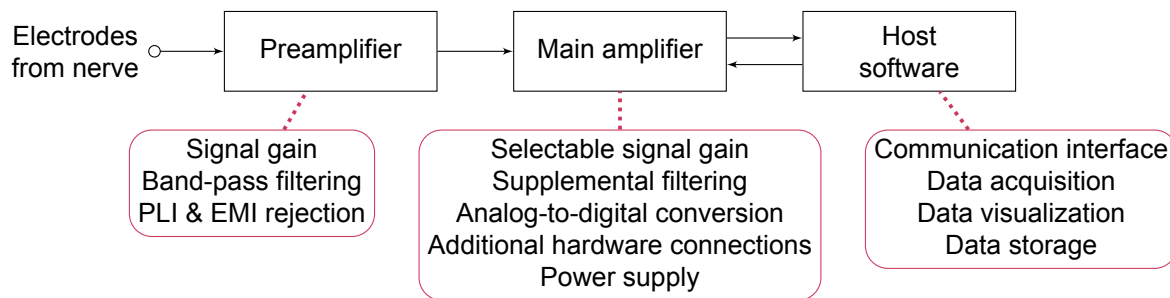 Electrodes
from nerve
Preamplifier
Main amplifier
Host
software
Signal gain
Band-pass filtering
PLI & EMI rejection
Selectable signal gain
Supplemental filtering
Analog-to-digital conversion
Additional hardware connections
Power supply
Communication interface
Data acquisition
Data visualization
Data storage